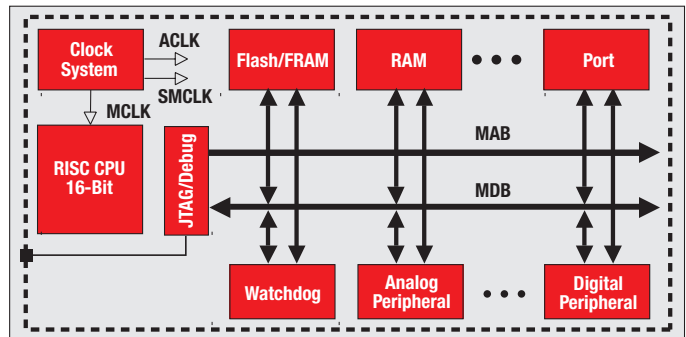 Clock
System
ACLK
SMCLK
MCLK
Flash/FRAM
RAM
Port
RISC CPU
16-Bit
JTAG/Debug
MAB
MDB
Watchdog
Analog
Peripheral
Digital
Peripheral